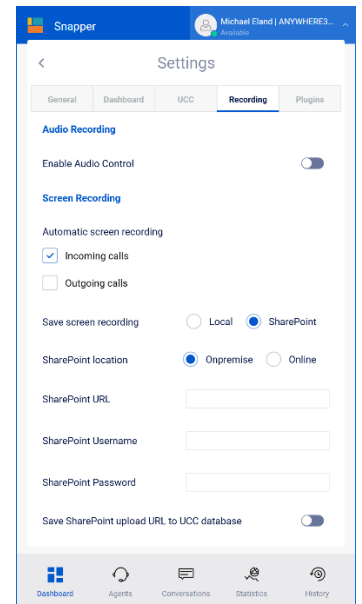 Snapper
Michael Eland | ANYWHERE3...
Available
Settings
General Dashboard UCC Recording Plugins
Audio Recording
Enable Audio Control
Screen Recording
Automatic screen recording
Incoming calls
Outgoing calls
Save screen recording Local SharePoint
SharePoint location Onpremise Online
SharePoint URL
SharePoint Username
SharePoint Password
Save SharePoint upload URL to UCC database
Dashboard Agents Conversations Statistics History